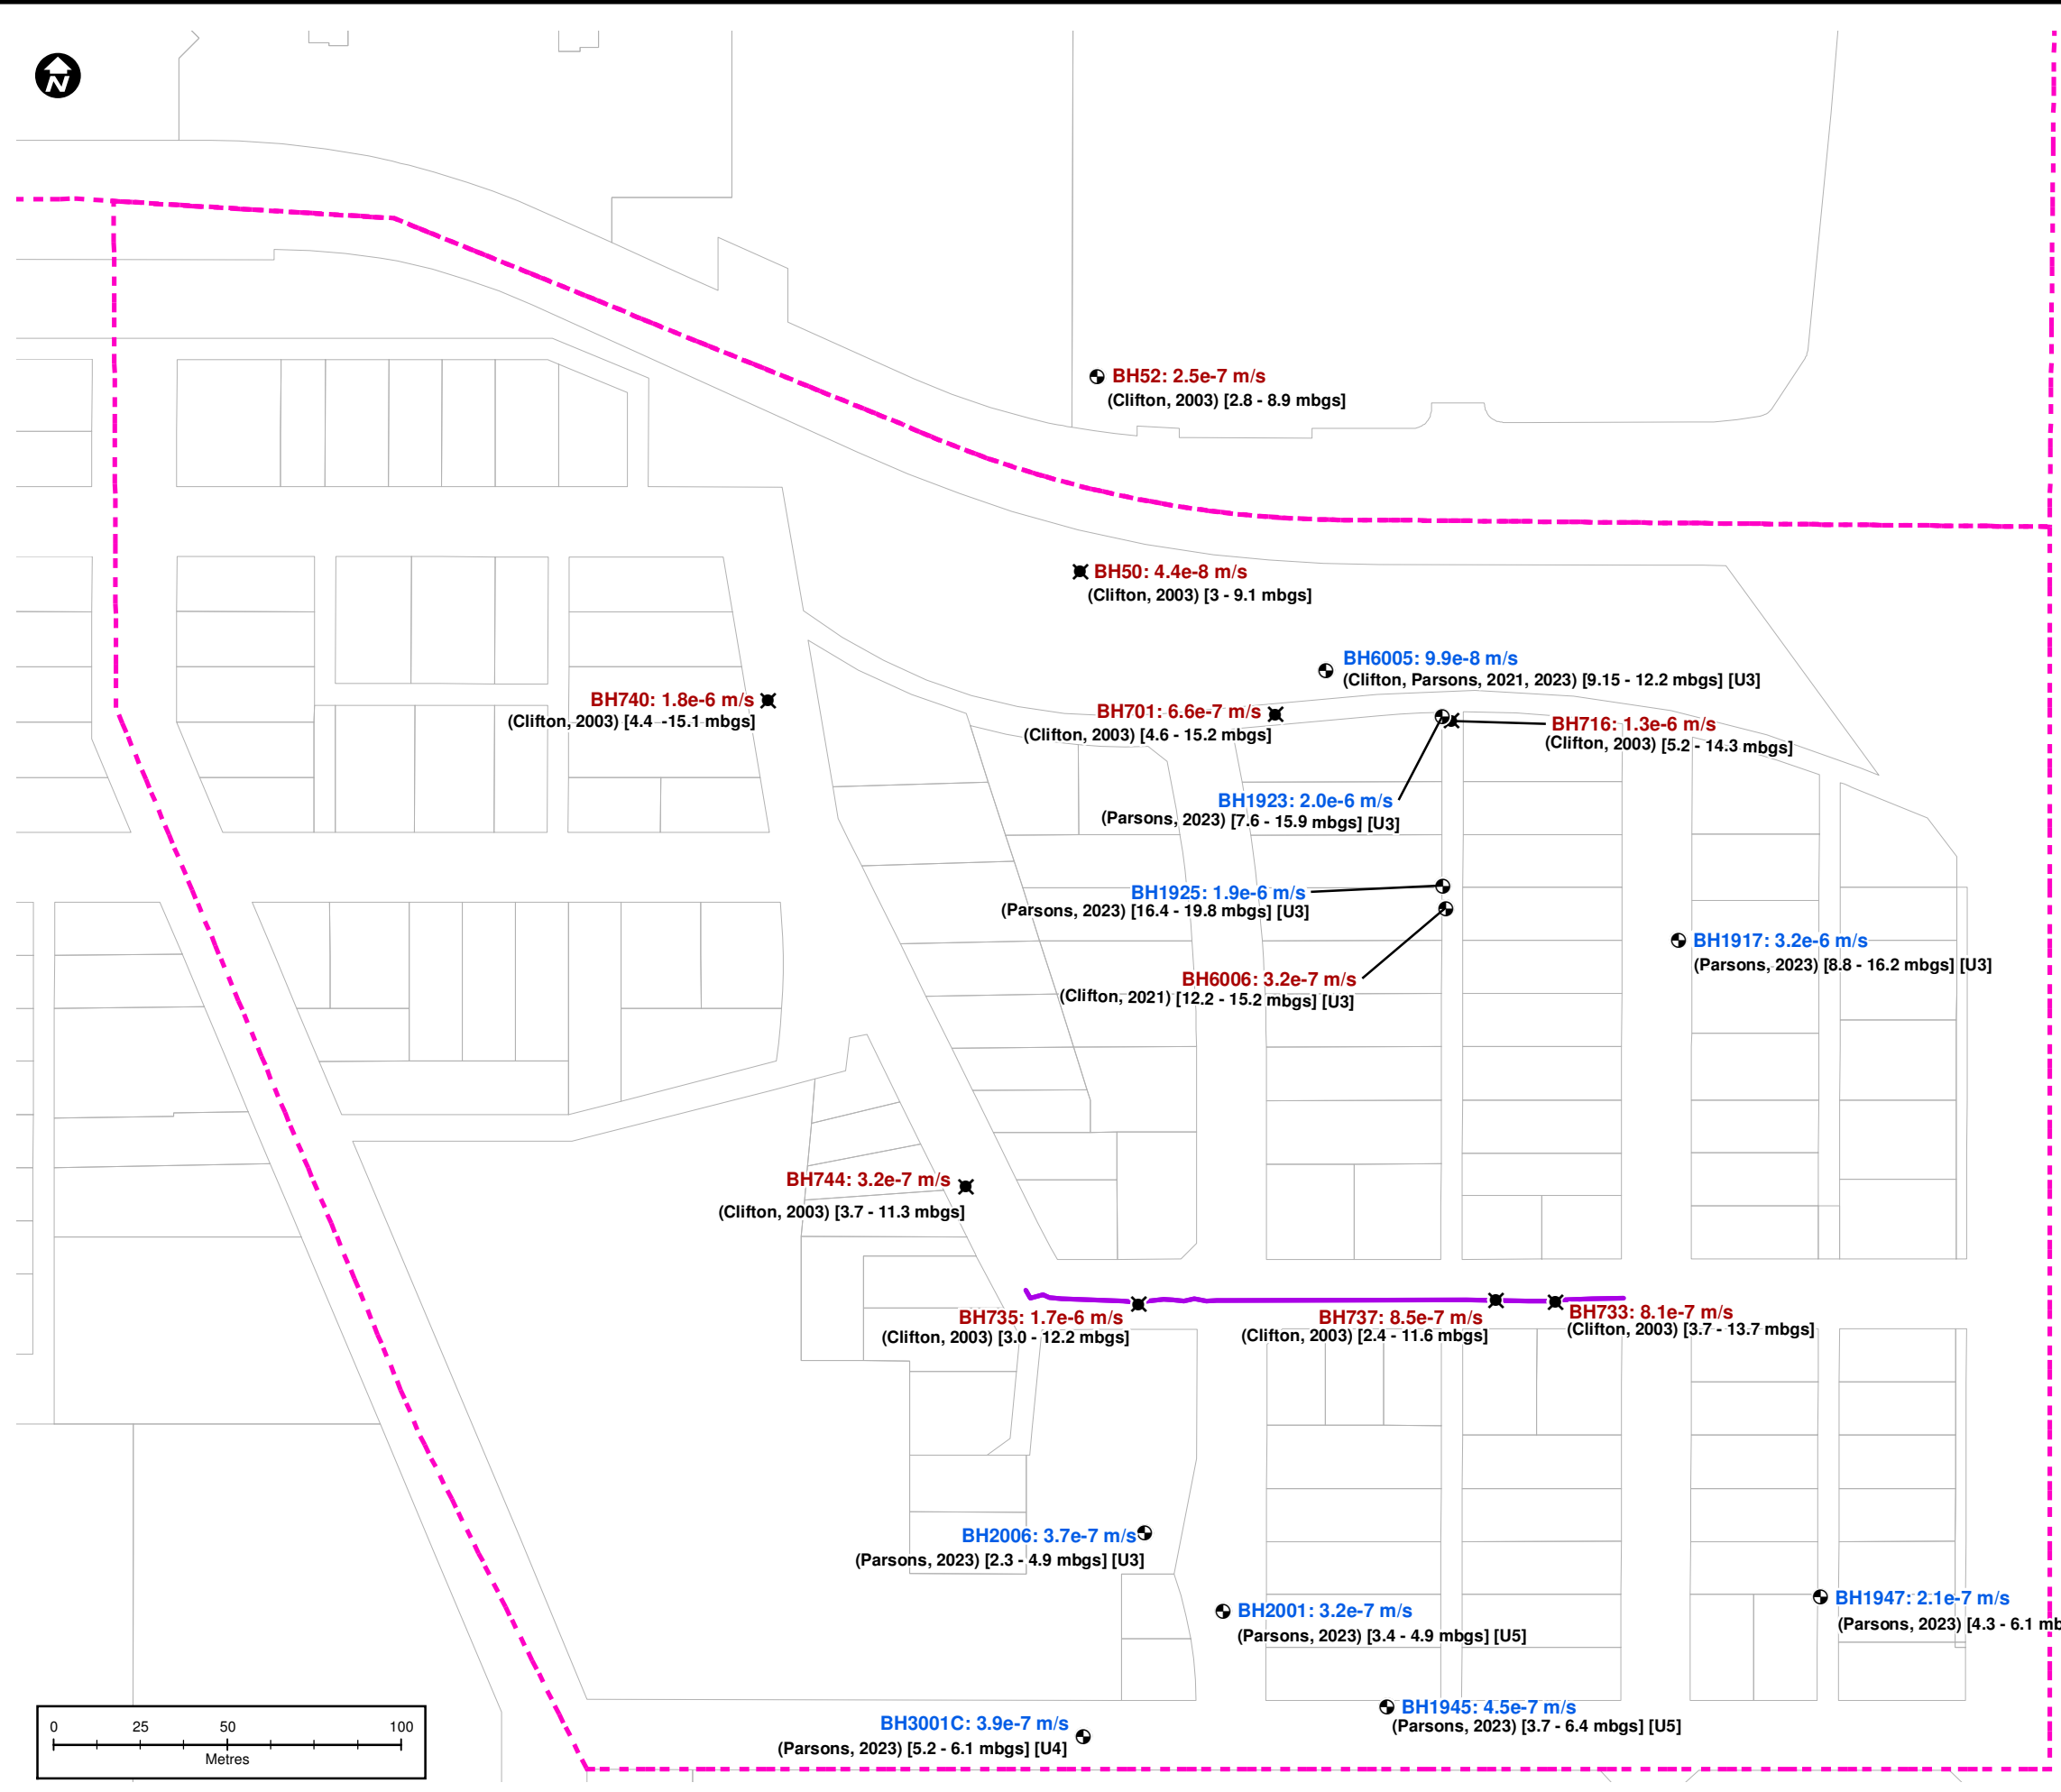 N
BH52: 2.5e-7 m/s
(Clifton, 2003) [2.8 - 8.9 mbgs]
BH50: 4.4e-8 m/s
(Clifton, 2003) [3 - 9.1 mbgs]
BH6005: 9.9e-8 m/s
(Clifton, Parsons, 2021, 2023) [9.15 - 12.2 mbgs] [U3]
BH740: 1.8e-6 m/s
(Clifton, 2003) [4.4 -15.1 mbgs]
BH701: 6.6e-7 m/s
(Clifton, 2003) [4.6 - 15.2 mbgs]
BH716: 1.3e-6 m/s
(Clifton, 2003) [5.2 - 14.3 mbgs]
BH1923: 2.0e-6 m/s
(Parsons, 2023) [7.6 - 15.9 mbgs] [U3]
BH1925: 1.9e-6 m/s
(Parsons, 2023) [16.4 - 19.8 mbgs] [U3]
BH1917: 3.2e-6 m/s
(Parsons, 2023) [8.8 - 16.2 mbgs] [U3]
BH6006: 3.2e-7 m/s
(Clifton, 2021) [12.2 - 15.2 mbgs] [U3]
BH744: 3.2e-7 m/s
(Clifton, 2003) [3.7 - 11.3 mbgs]
BH735: 1.7e-6 m/s
(Clifton, 2003) [3.0 - 12.2 mbgs]
BH737: 8.5e-7 m/s
(Clifton, 2003) [2.4 - 11.6 mbgs]
BH733: 8.1e-7 m/s
(Clifton, 2003) [3.7 - 13.7 mbgs]
BH2006: 3.7e-7 m/s
(Parsons, 2023) [2.3 - 4.9 mbgs] [U3]
BH2001: 3.2e-7 m/s
(Parsons, 2023) [3.4 - 4.9 mbgs] [U5]
BH1947: 2.1e-7 m/s
(Parsons, 2023) [4.3 - 6.1 mb
BH1945: 4.5e-7 m/s
(Parsons, 2023) [3.7 - 6.4 mbgs] [U5]
BH3001C: 3.9e-7 m/s
(Parsons, 2023) [5.2 - 6.1 mbgs] [U4]
0 25 50 100
Metres